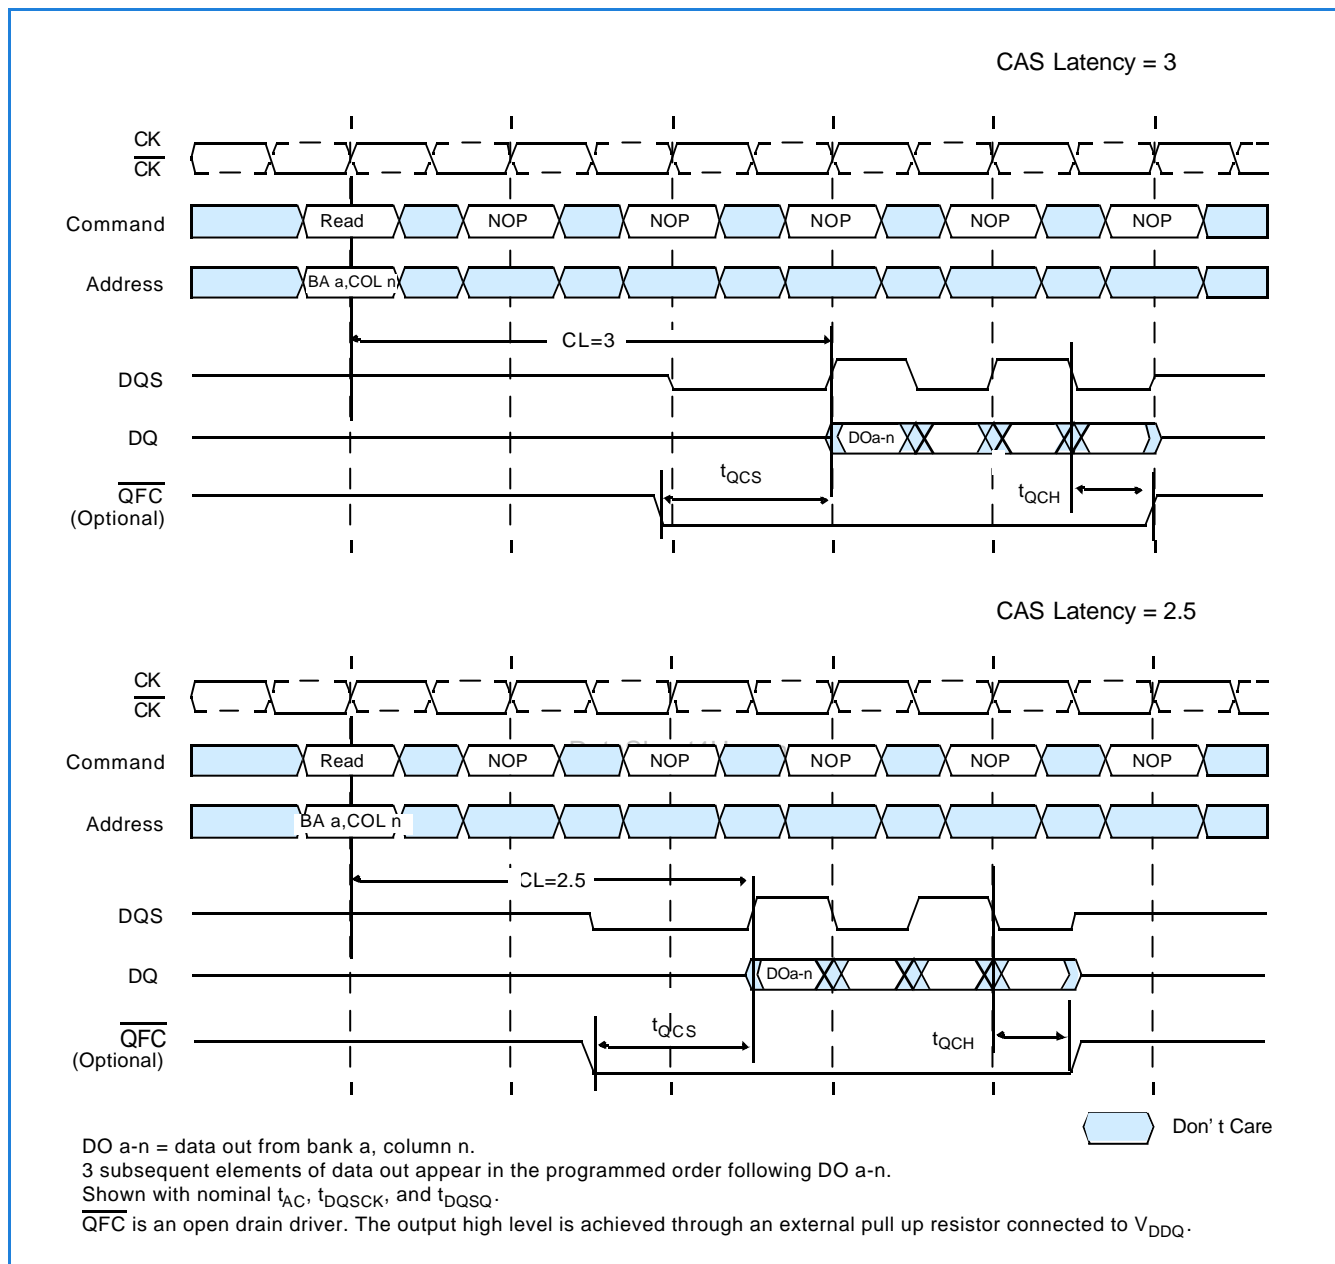 CAS Latency = 3
CK
CK
Command
Read
NOP
NOP
NOP
NOP
NOP
Address
BA a,COL n
CL=3
DQS
DQ
DOa-n
tQCS
tQCH
QFC
(Optional)
CAS Latency = 2.5
CK
CK
Command
Read
NOP
NOP
NOP
NOP
NOP
Address
BA a,COL n
CL=2.5
DQS
DQ
DOa-n
tQCS
tQCH
QFC
(Optional)
Don' t Care
DO a-n = data out from bank a, column n.
3 subsequent elements of data out appear in the programmed order following DO a-n.
Shown with nominal tAC, tDQSCK, and tDQSQ.
QFC is an open drain driver. The output high level is achieved through an external pull up resistor connected to VDDQ.